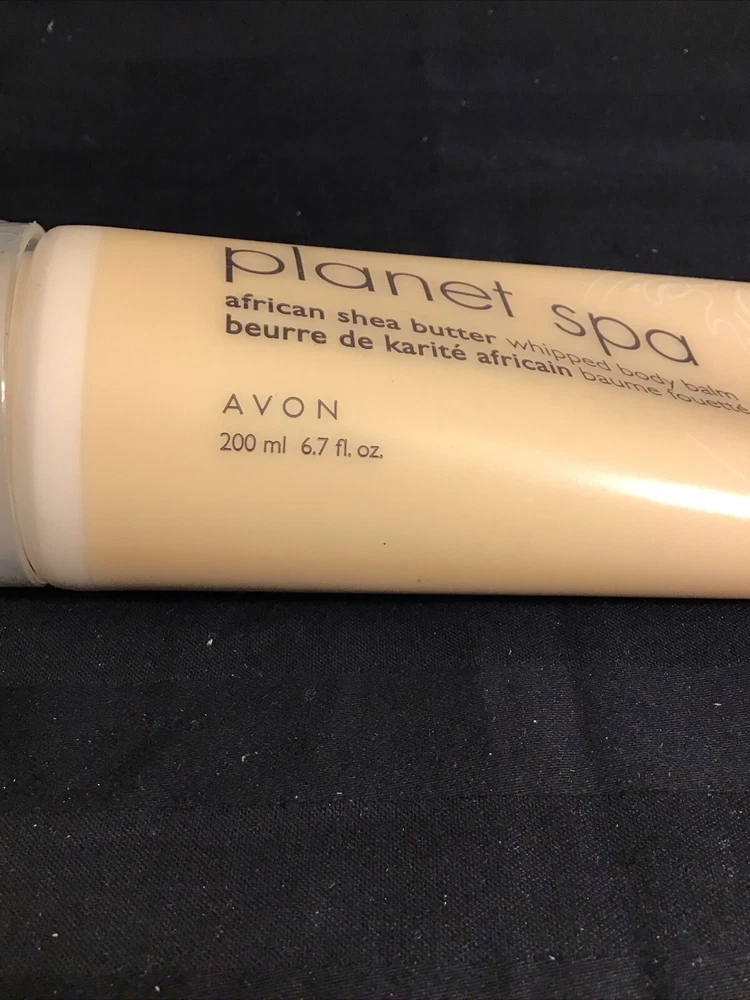 planet spa
african shea butter whipped body balm
beurre de karité africain baume fouetté
AVON
200 ml 6.7 fl. oz.